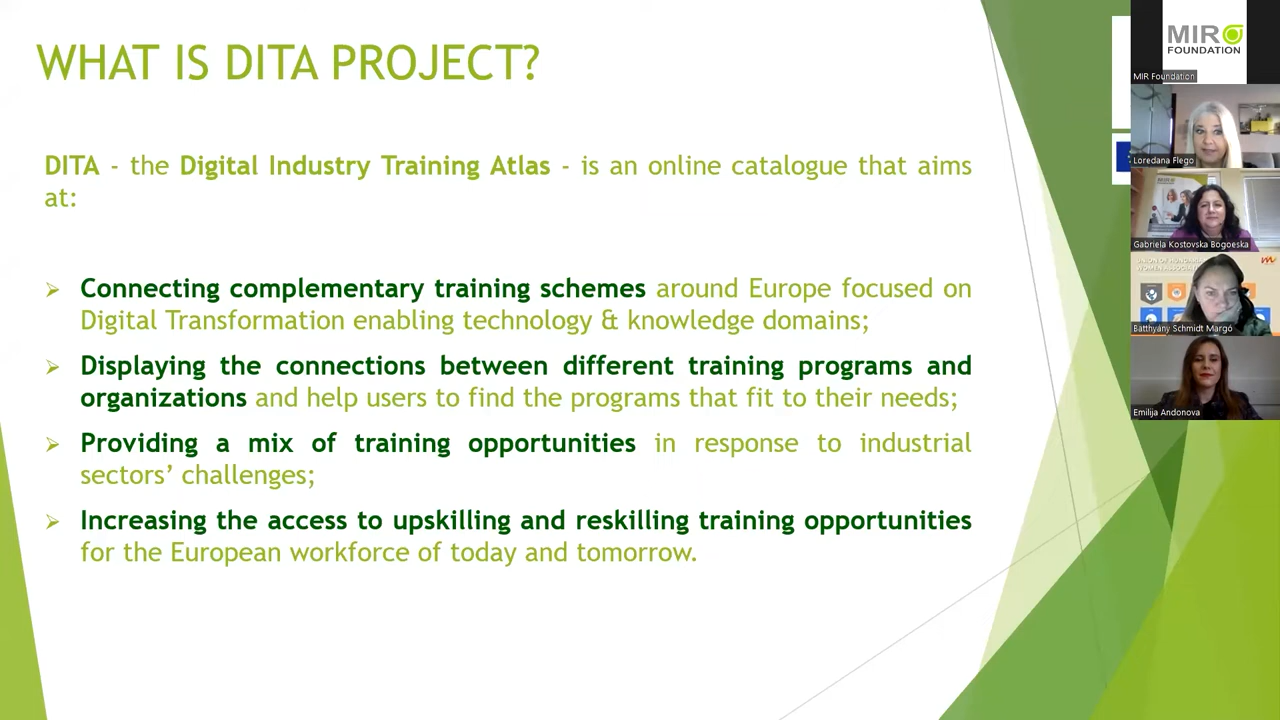 WHAT IS DITA PROJECT?
DITA - the Digital Industry Training Atlas - is an online catalogue that aims
at:
➢ Connecting complementary training schemes around Europe focused on
Digital Transformation enabling technology & knowledge domains;
➢ Displaying the connections between different training programs and
organizations and help users to find the programs that fit to their needs;
➢ Providing a mix of training opportunities in response to industrial
sectors’ challenges;
➢ Increasing the access to upskilling and reskilling training opportunities
for the European workforce of today and tomorrow.
MIR
FOUNDATION
MIR Foundation
Loredana Flego
Gabriela Kostovska Bogoeska
UNION OF
WOMEN
Batthyány Schmidt Margó
Emilija Andonova